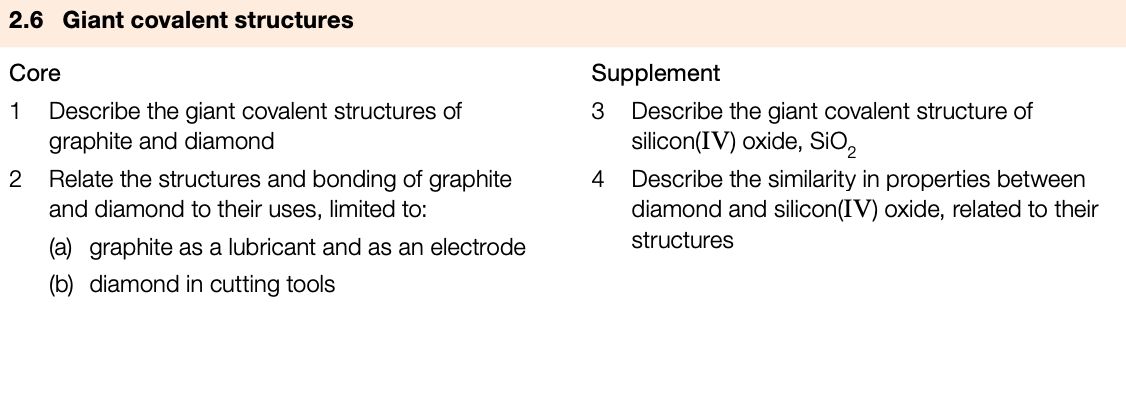 2.6 Giant covalent structures
Core
1 Describe the giant covalent structures of
graphite and diamond
2 Relate the structures and bonding of graphite
and diamond to their uses, limited to:
(a) graphite as a lubricant and as an electrode
(b) diamond in cutting tools
Supplement
3 Describe the giant covalent structure of
silicon(IV) oxide, SiO₂
4 Describe the similarity in properties between
diamond and silicon(IV) oxide, related to their
structures